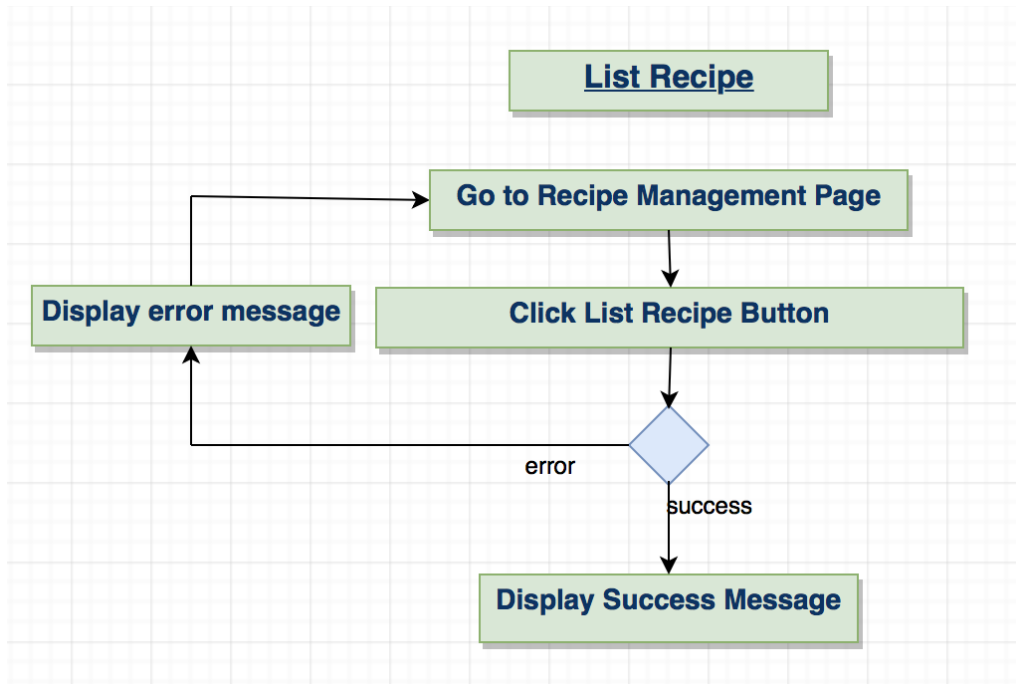 List Recipe
Go to Recipe Management Page
Display error message
Click List Recipe Button
error
success
Display Success Message